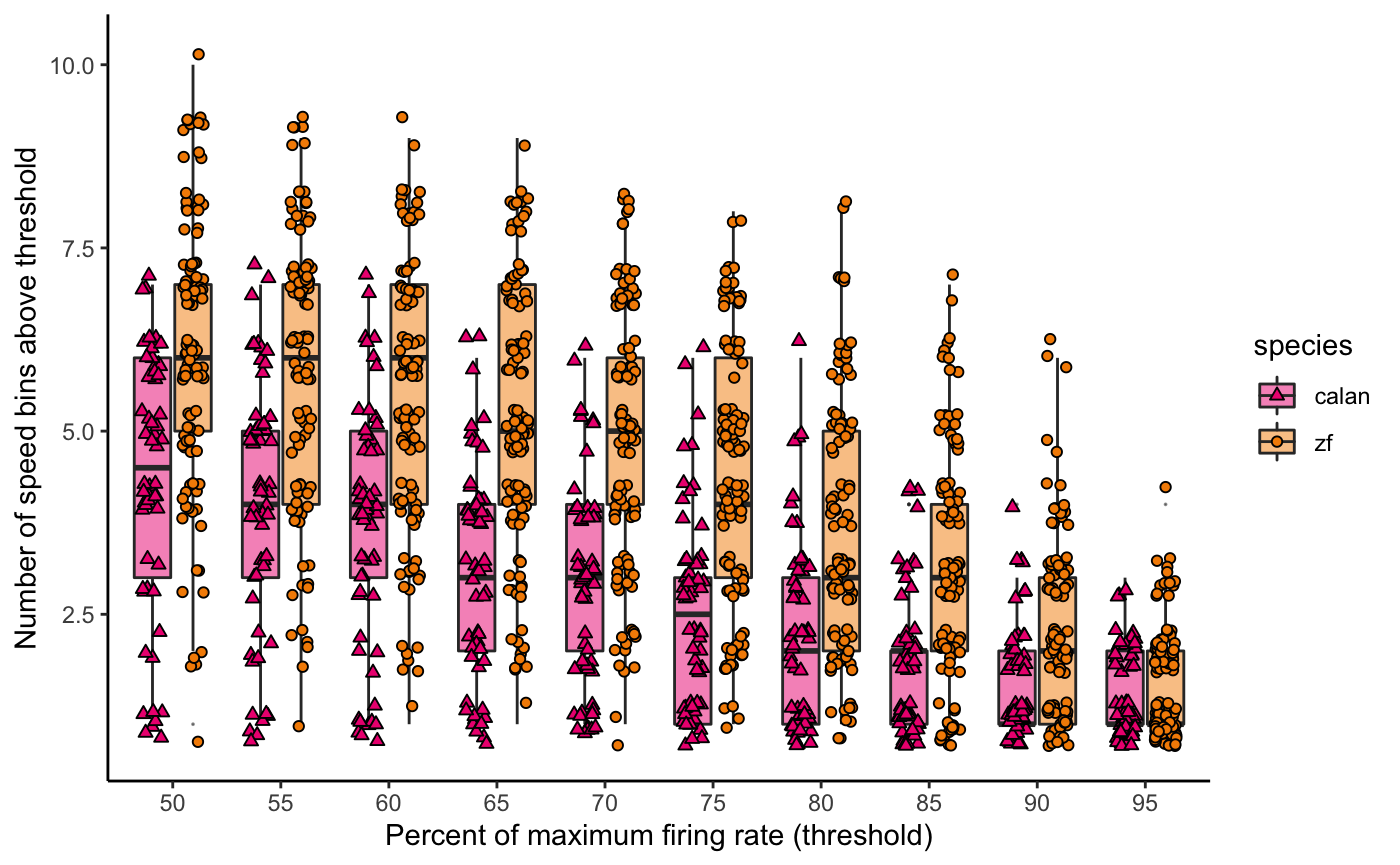 10.0
7.5
5.0
2.5
Number of speed bins above threshold
50 55 60 65 70 75 80 85 90 95
Percent of maximum firing rate (threshold)
species
calan
zf